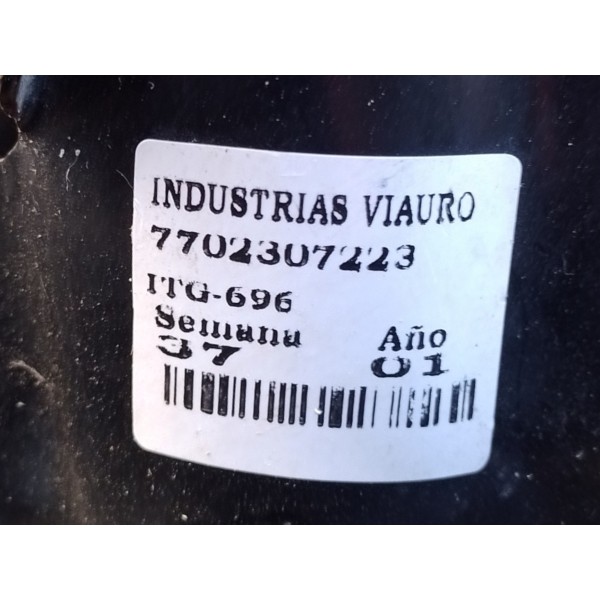 INDUSTRIAS VIAURO
7702307223
ITG-696
Semana Año
37 01